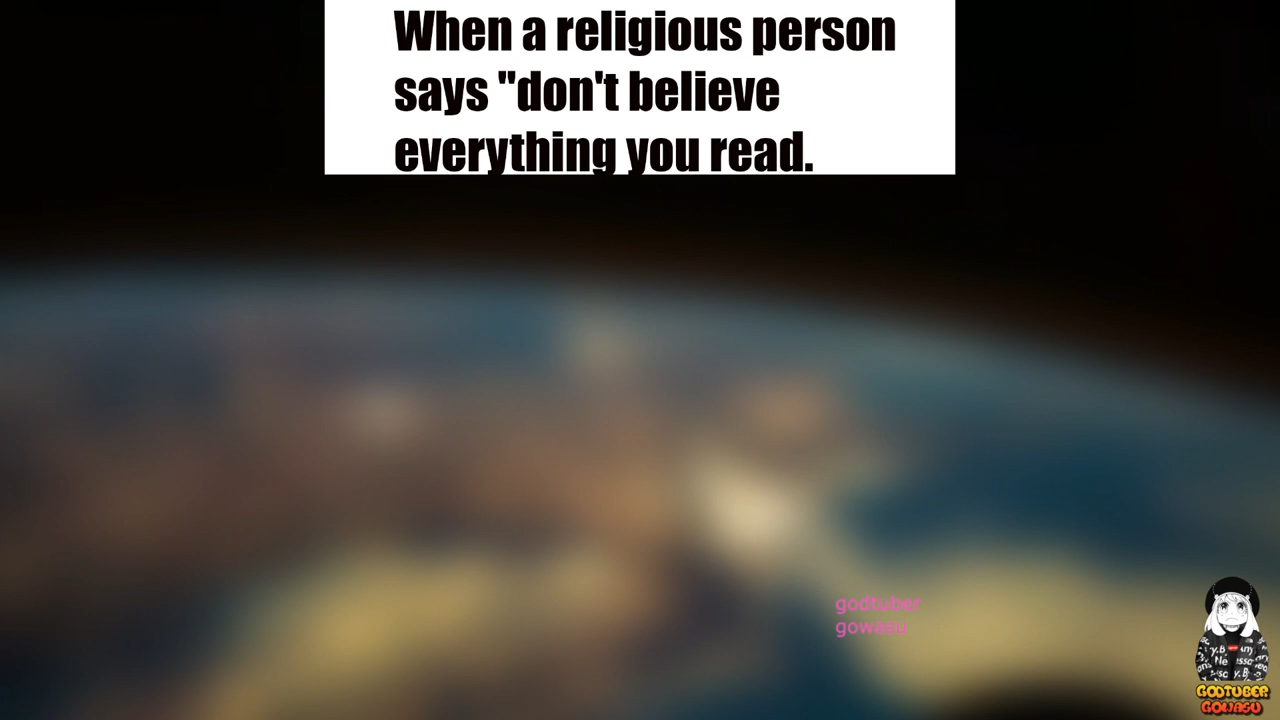 When a religious person
says "don't believe
everything you read.
godtuber
gowasu
GODTUBER
GOWASU